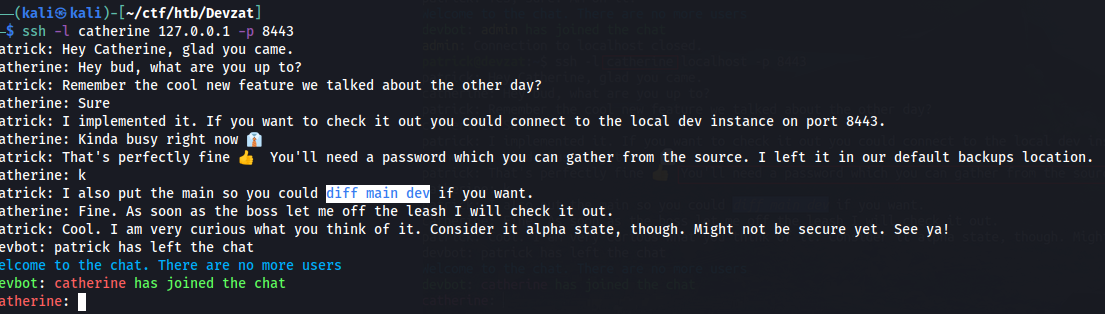 ——(kali㉿kali)-[~/ctf/htb/Devzat]
─$ ssh -l catherine 127.0.0.1 -p 8443
atrick: Hey Catherine, glad you came.
atherine: Hey bud, what are you up to?
atrick: Remember the cool new feature we talked about the other day?
atherine: Sure
atrick: I implemented it. If you want to check it out you could connect to the local dev instance on port 8443.
atherine: Kinda busy right now 👔
atrick: That's perfectly fine 👍 You'll need a password which you can gather from the source. I left it in our default backups location.
atherine: k
atrick: I also put the main so you could diff main dev if you want.
atherine: Fine. As soon as the boss let me off the leash I will check it out.
atrick: Cool. I am very curious what you think of it. Consider it alpha state, though. Might not be secure yet. See ya!
evbot: patrick has left the chat
elcome to the chat. There are no more users
evbot: catherine has joined the chat
atherine: